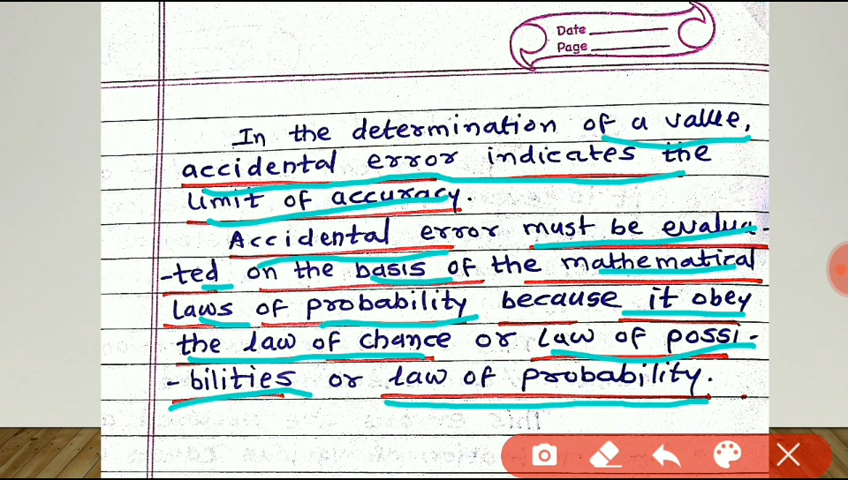 Date
Page
In the determination of a value,
accidental error indicates the
limit of accuracy.
Accidental error must be evalua-
-ted on the basis of the mathematical
laws of probability because it obey
the law of chance or law of possi-
-bilities or law of probability.